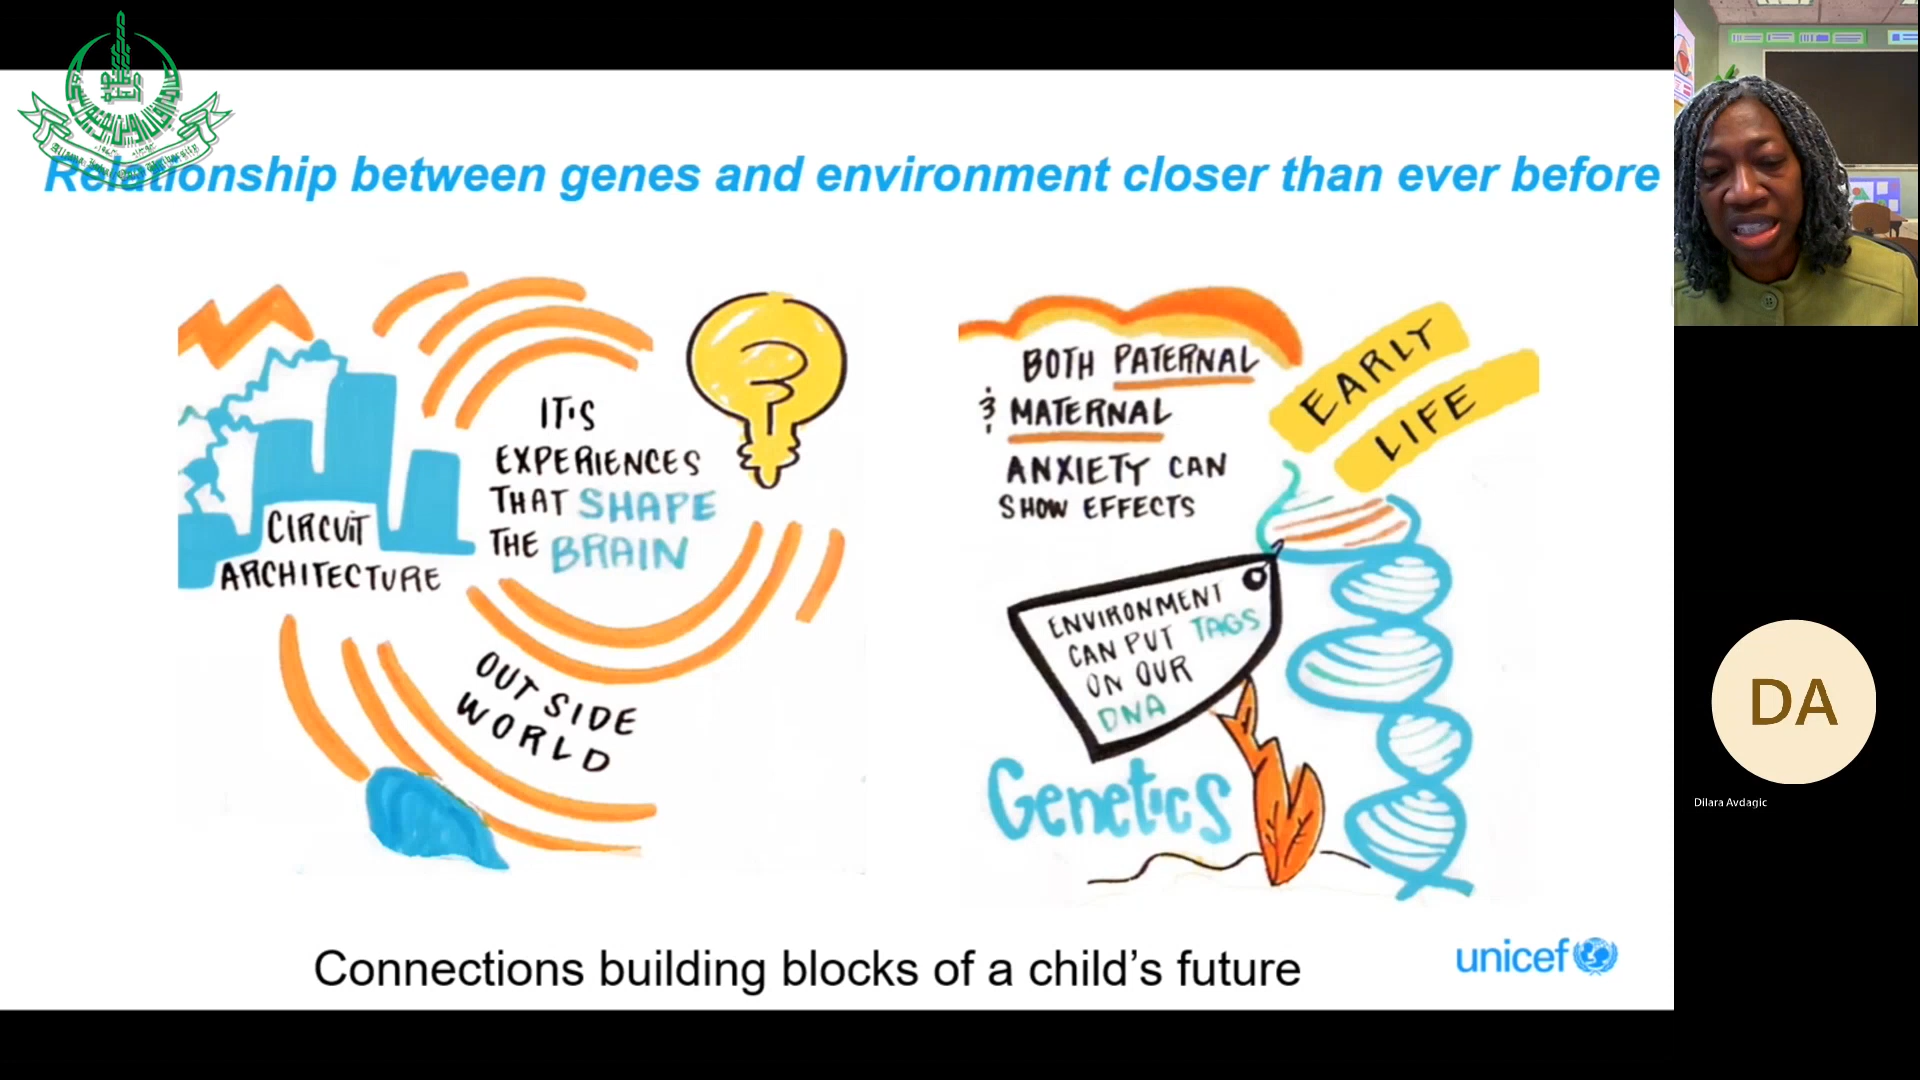 Relationship between genes and environment closer than ever before
IT'S
EXPERIENCES
THAT SHAPE
THE BRAIN
CIRCUIT
ARCHITECTURE
OUTSIDE
WORLD
BOTH PATERNAL
& MATERNAL
ANXIETY CAN
SHOW EFFECTS
EARLY
LIFE
ENVIRONMENT
CAN PUT TAGS
ON OUR
DNA
Genetics
Connections building blocks of a child’s future
unicef
DA
Dilara Avdagic